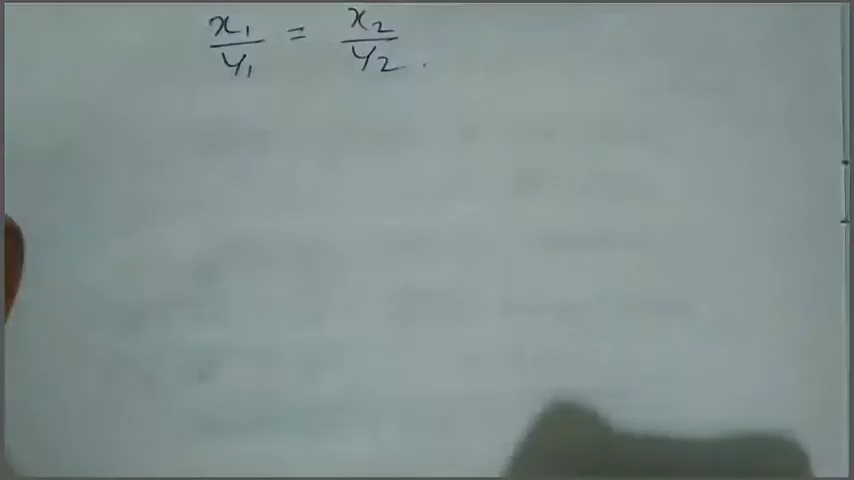 x₁/y₁ = x₂/y₂.